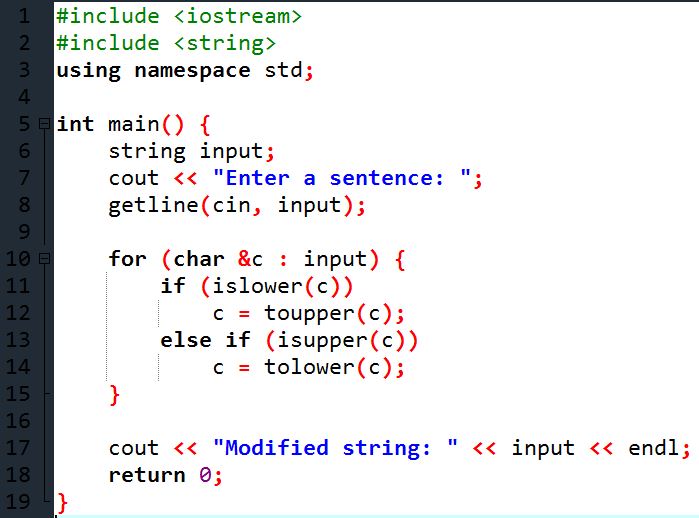 1 #include <iostream>
2 #include <string>
3 using namespace std;
4
5 int main() {
6     string input;
7     cout << "Enter a sentence: ";
8     getline(cin, input);
9
10     for (char &c : input) {
11         if (islower(c))
12             c = toupper(c);
13         else if (isupper(c))
14             c = tolower(c);
15     }
16
17     cout << "Modified string: " << input << endl;
18     return 0;
19 }